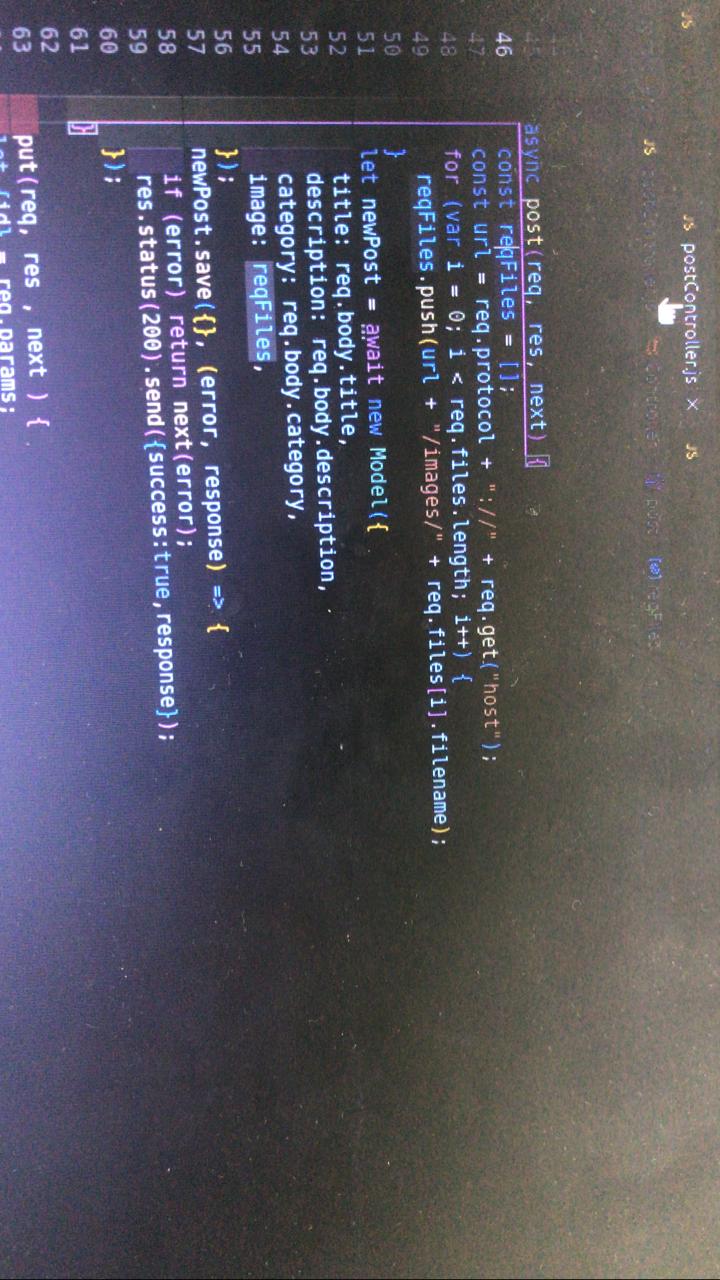 JS postController.js × JS
JS postController.js Controller post reqFiles
45 async post(req, res, next) {
46 const reqFiles = [];
47 const url = req.protocol + "://" + req.get("host");
48 for (var i = 0; i < req.files.length; i++) {
49 reqFiles.push(url + "/images/" + req.files[i].filename);
50 }
51 let newPost = await new Model({
52 title: req.body.title,
53 description: req.body.description,
54 category: req.body.category,
55 image: reqFiles,
56 });
57 newPost.save({}, (error, response) => {
58 if (error) return next(error);
59 res.status(200).send({success:true,response});
60 });
61 }
62
63 put(req, res , next ) {
let {id} = req.params;